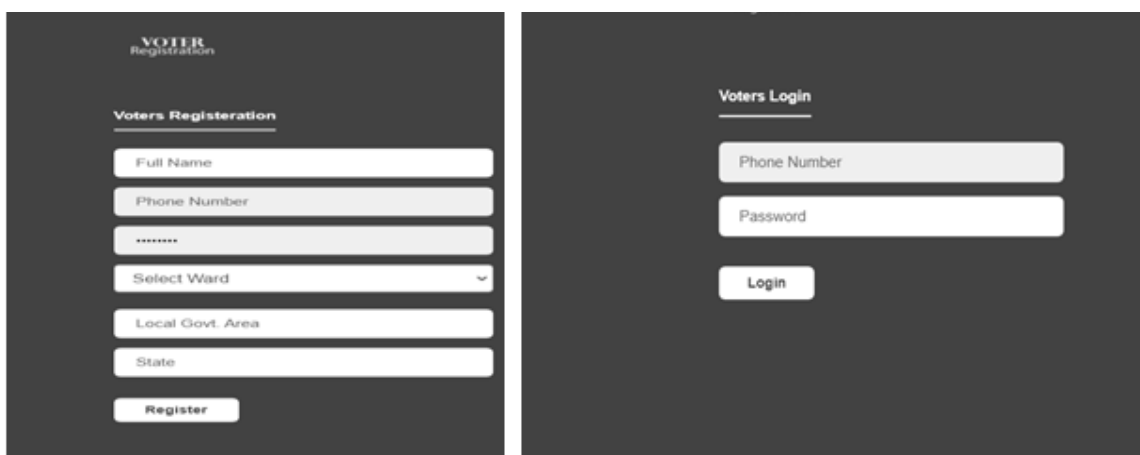 VOTER
Registration
Voters Registeration
Full Name
Phone Number
••••••••
Select Ward
Local Govt. Area
State
Register
Voters Login
Phone Number
Password
Login